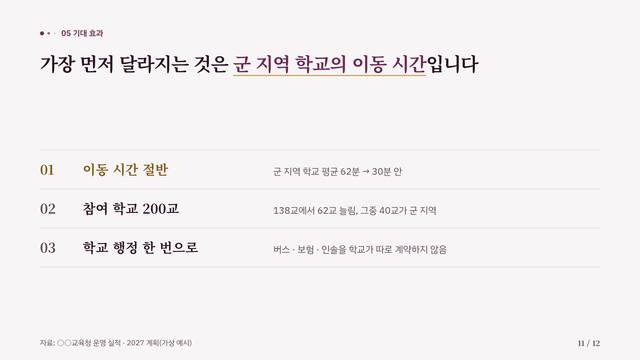 05 기대 효과
가장 먼저 달라지는 것은 군 지역 학교의 이동 시간입니다
01 이동 시간 절반 군 지역 학교 평균 62분 → 30분 안
02 참여 학교 200교 138교에서 62교 늘림, 그중 40교가 군 지역
03 학교 행정 한 번으로 버스 · 보험 · 인솔을 학교가 따로 계약하지 않음
자료: ○○교육청 운영 실적 · 2027 계획(가상 예시) 11 / 12